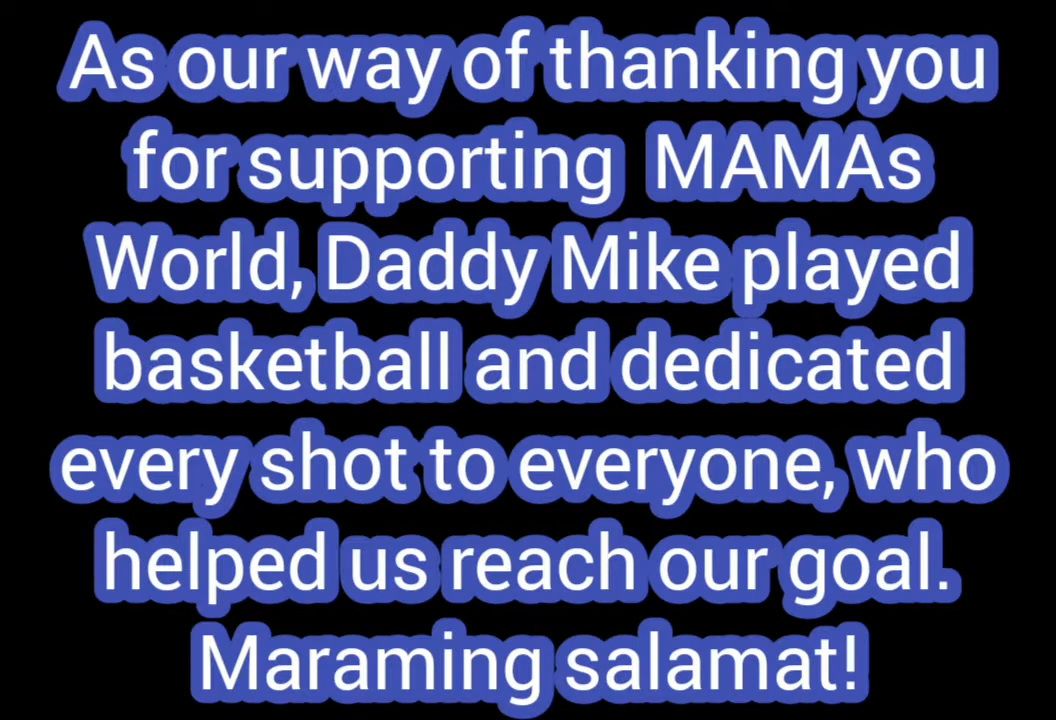 As our way of thanking you
for supporting  MAMAs
World, Daddy Mike played
basketball and dedicated
every shot to everyone, who
helped us reach our goal.
Maraming salamat!